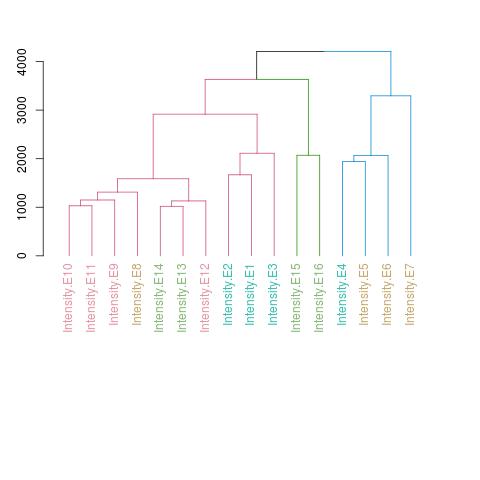 4000
3000
2000
1000
0
Intensity.E10
Intensity.E11
Intensity.E9
Intensity.E8
Intensity.E14
Intensity.E13
Intensity.E12
Intensity.E2
Intensity.E1
Intensity.E3
Intensity.E15
Intensity.E16
Intensity.E4
Intensity.E5
Intensity.E6
Intensity.E7